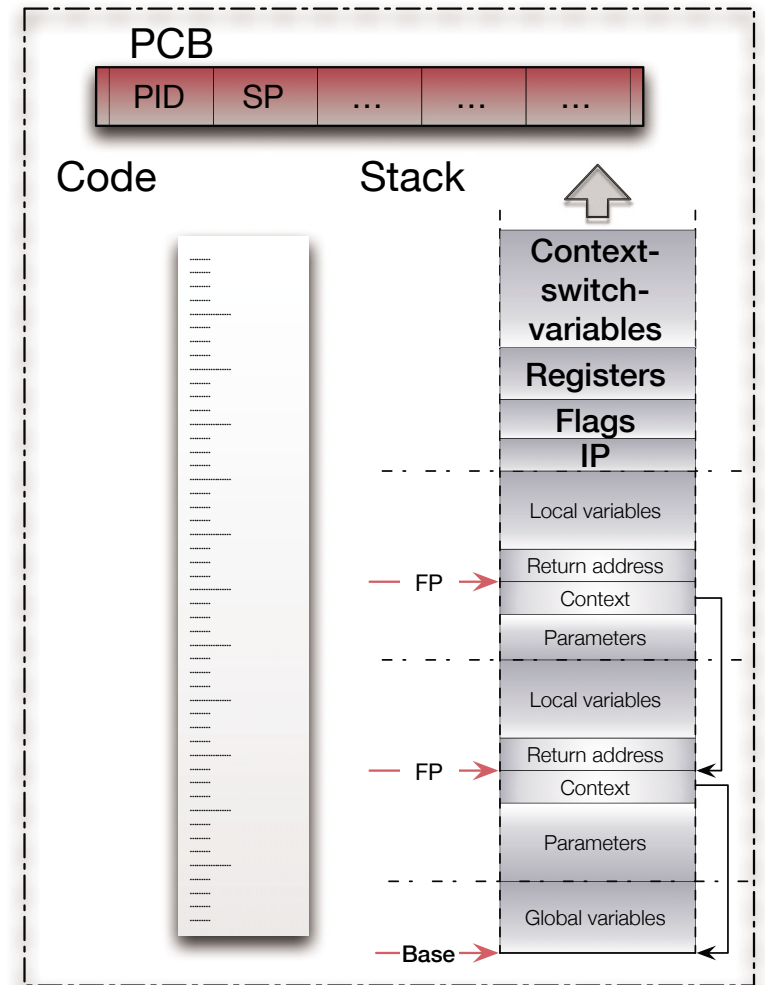 PCB
PID SP ... ... ...
Code
Stack
Context-
switch-
variables
Registers
Flags
IP
Local variables
Return address
FP
Context
Parameters
Local variables
Return address
FP
Context
Parameters
Global variables
Base